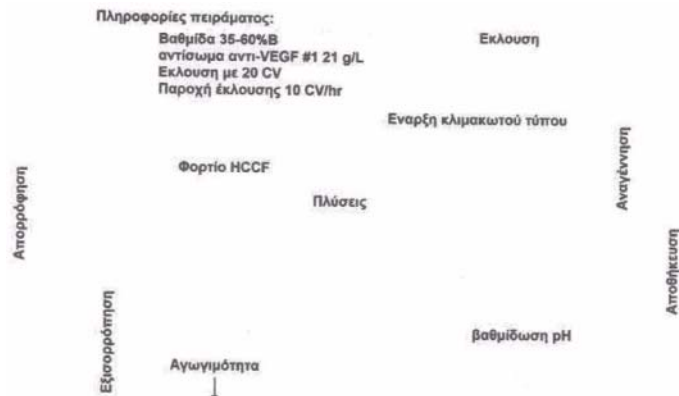 Πληροφορίες πειράματος:
Βαθμίδα 35-60%Β
αντίσωμα αντι-VEGF #1 21 g/L
Εκλουση με 20 CV
Παροχή έκλουσης 10 CV/hr
Εκλουση
Εναρξη κλιμακωτού τύπου
Φορτίο HCCF
Πλύσεις
Απορρόφηση
Αναγέννηση
Αποθήκευση
Εξισορρόπηση
βαθμίδωση pH
Αγωγιμότητα